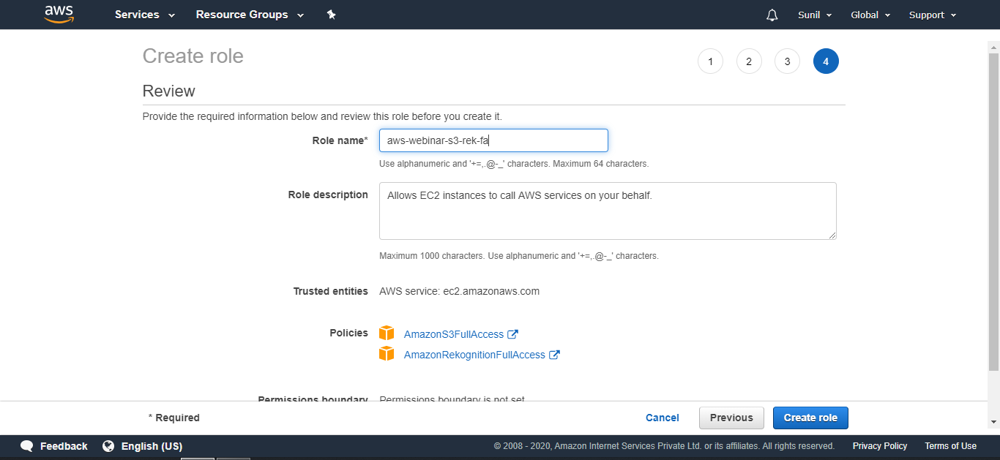 aws Services Resource Groups Sunil Global Support
Create role 1 2 3 4
Review
Provide the required information below and review this role before you create it.
Role name* aws-webinar-s3-rek-fa
Use alphanumeric and '+=,.@-_' characters. Maximum 64 characters.
Role description Allows EC2 instances to call AWS services on your behalf.
Maximum 1000 characters. Use alphanumeric and '+=,.@-_' characters.
Trusted entities AWS service: ec2.amazonaws.com
Policies AmazonS3FullAccess
AmazonRekognitionFullAccess
Permissions boundary Permissions boundary is not set
* Required Cancel Previous Create role
Feedback English (US) © 2008 - 2020, Amazon Internet Services Private Ltd. or its affiliates. All rights reserved. Privacy Policy Terms of Use